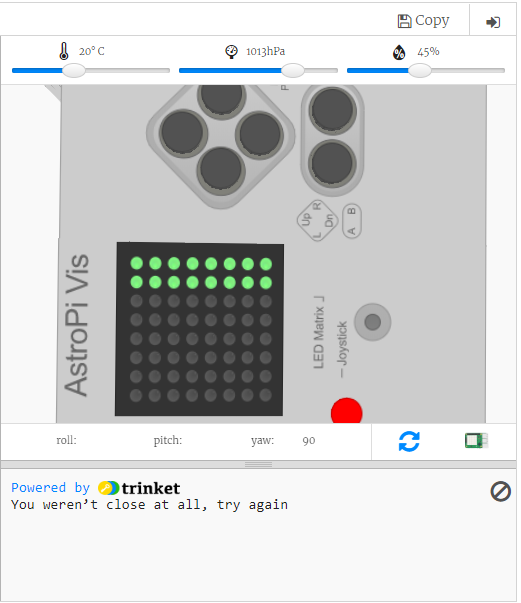 Copy
20° C 1013hPa 45%
Up R
L Dn
B
A
AstroPi Vis
LED Matrix
Joystick
roll: pitch: yaw: 90
Powered by trinket
You weren’t close at all, try again